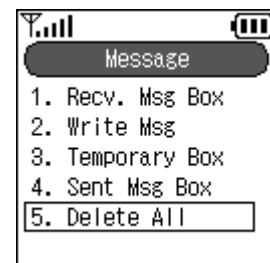 Message
1. Recv. Msg Box
2. Write Msg
3. Temporary Box
4. Sent Msg Box
5. Delete All